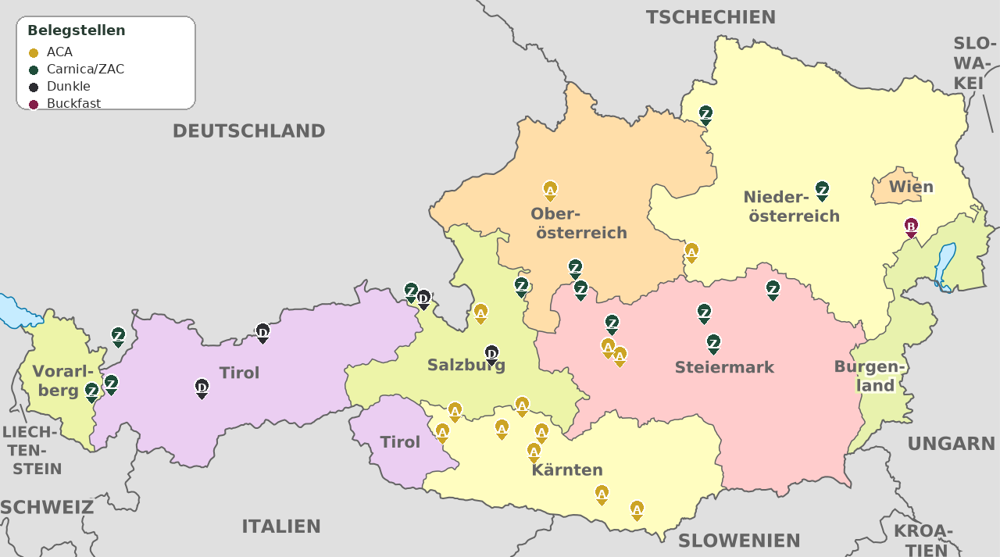 Belegstellen
ACA
Carnica/ZAC
Dunkle
Buckfast
TSCHECHIEN
SLO-
WA-
KEI
DEUTSCHLAND
Z
A
Z
Wien
Nieder-
österreich
Ober-
österreich
B
A
Z
Z
Z
Z
Z
D
A
Z
Z
D
Z
A
A
Z
D
Salzburg
Steiermark
Burgen-
land
Vorarl-
berg
Tirol
Z
Z
D
A
A
A
A
A
A
Tirol
Kärnten
A
A
LIECH-
TEN-
STEIN
UNGARN
SCHWEIZ
ITALIEN
SLOWENIEN
KROA-
TIEN